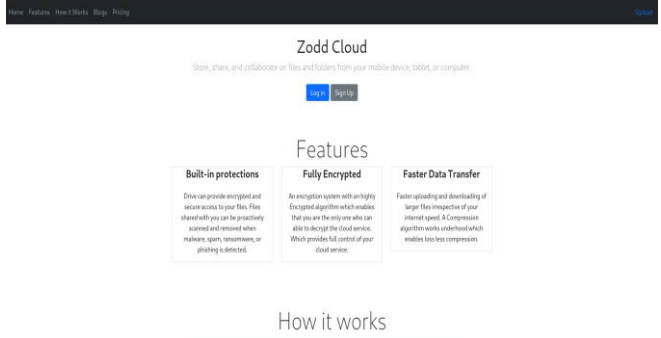 Home Features How it Works Blogs Pricing Upload
Zodd Cloud
Store, share, and collaborate on files and folders from your mobile device, tablet, or computer.
Log in Sign Up
Features
Built-in protections
Drive can provide encrypted and
secure access to your files. Files
shared with you can be proactively
scanned and removed when
malware, spam, ransomware, or
phishing is detected.
Fully Encrypted
An encryption system with an highly
Encrypted algorithm which enables
that you are the only one who can
able to decrypt the cloud service.
Which provides full control of your
cloud service.
Faster Data Transfer
Faster uploading and downloading of
larger files irrespective of your
internet speed. A Compression
algorithm works underhood which
enables loss less compression.
How it works